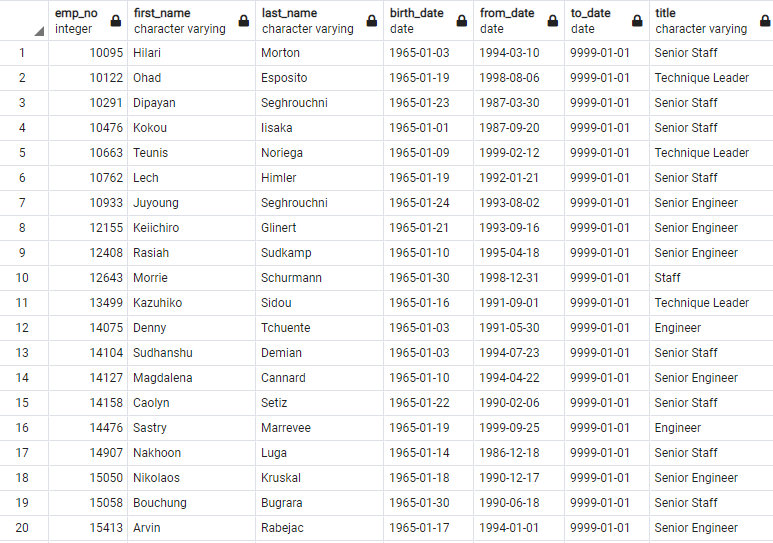 emp_no first_name last_name birth_date from_date to_date title
integer character varying character varying date date date character varying
1 10095 Hilari Morton 1965-01-03 1994-03-10 9999-01-01 Senior Staff
2 10122 Ohad Esposito 1965-01-19 1998-08-06 9999-01-01 Technique Leader
3 10291 Dipayan Seghrouchni 1965-01-23 1987-03-30 9999-01-01 Senior Staff
4 10476 Kokou Iisaka 1965-01-01 1987-09-20 9999-01-01 Senior Staff
5 10663 Teunis Noriega 1965-01-09 1999-02-12 9999-01-01 Technique Leader
6 10762 Lech Himler 1965-01-19 1992-01-21 9999-01-01 Senior Staff
7 10933 Juyoung Seghrouchni 1965-01-24 1993-08-02 9999-01-01 Senior Engineer
8 12155 Keiichiro Glinert 1965-01-21 1993-09-16 9999-01-01 Senior Engineer
9 12408 Rasiah Sudkamp 1965-01-10 1995-04-18 9999-01-01 Senior Engineer
10 12643 Morrie Schurmann 1965-01-30 1998-12-31 9999-01-01 Staff
11 13499 Kazuhiko Sidou 1965-01-16 1991-09-01 9999-01-01 Technique Leader
12 14075 Denny Tchuente 1965-01-03 1991-05-30 9999-01-01 Engineer
13 14104 Sudhanshu Demian 1965-01-03 1994-07-23 9999-01-01 Senior Staff
14 14127 Magdalena Cannard 1965-01-10 1994-04-22 9999-01-01 Senior Engineer
15 14158 Caolyn Setiz 1965-01-22 1990-02-06 9999-01-01 Senior Staff
16 14476 Sastry Marrevee 1965-01-19 1999-09-25 9999-01-01 Engineer
17 14907 Nakhoon Luga 1965-01-14 1986-12-18 9999-01-01 Senior Staff
18 15050 Nikolaos Kruskal 1965-01-18 1990-12-17 9999-01-01 Senior Engineer
19 15058 Bouchung Bugrara 1965-01-30 1990-06-18 9999-01-01 Senior Staff
20 15413 Arvin Rabejac 1965-01-17 1994-01-01 9999-01-01 Senior Engineer